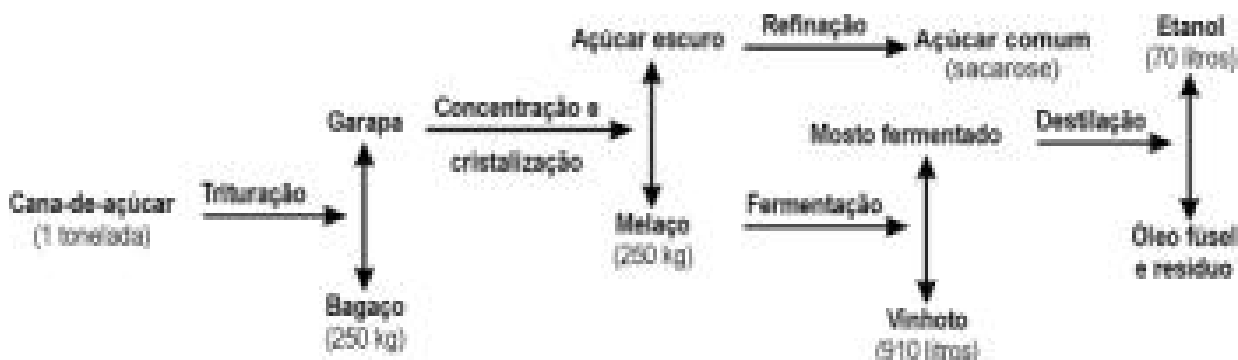 Cana-de-açúcar
(1 tonelada)
Trituração
Garapa
Bagaço
(250 kg)
Concentração e
cristalização
Açúcar escuro
Melaço
(250 kg)
Refinação
Açúcar comum
(sacarose)
Fermentação
Mosto fermentado
Vinhoto
(910 litros)
Destilação
Etanol
(70 litros)
Óleo fúsel
e resíduo